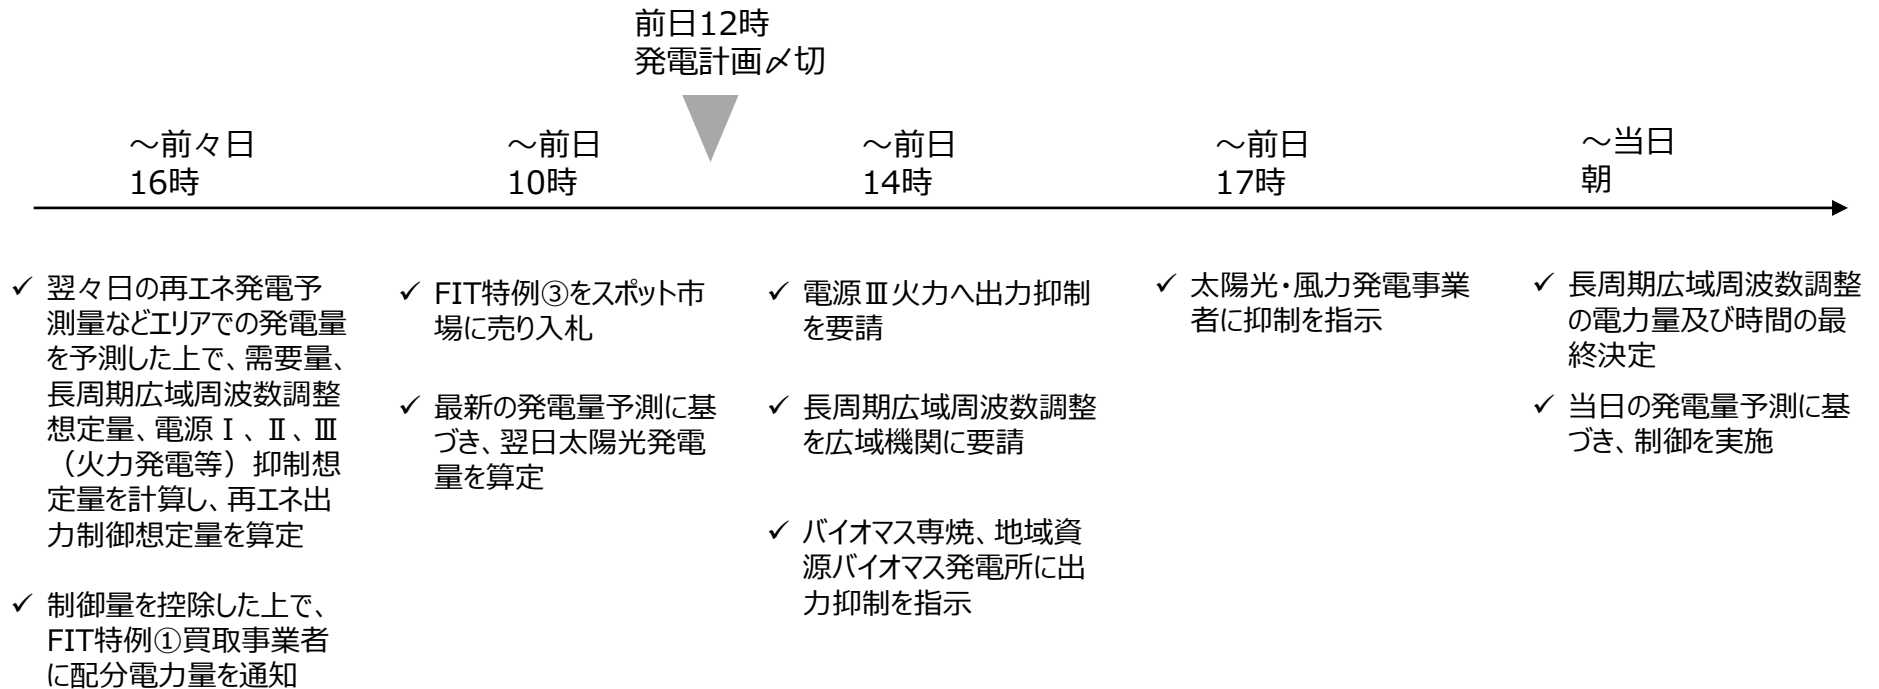 前日12時
発電計画〆切
～前々日
16時
～前日
10時
～前日
14時
～前日
17時
～当日
朝
✓ 翌々日の再エネ発電予
測量などエリアでの発電量
を予測した上で、需要量、
長周期広域周波数調整
想定量、電源Ⅰ、Ⅱ、Ⅲ
（火力発電等）抑制想
定量を計算し、再エネ出
力制御想定量を算定
✓ 制御量を控除した上で、
FIT特例①買取事業者
に配分電力量を通知
✓ FIT特例③をスポット市
場に売り入札
✓ 最新の発電量予測に基
づき、翌日太陽光発電
量を算定
✓ 電源Ⅲ火力へ出力抑制
を要請
✓ 長周期広域周波数調整
を広域機関に要請
✓ バイオマス専焼、地域資
源バイオマス発電所に出
力抑制を指示
✓ 太陽光・風力発電事業
者に抑制を指示
✓ 長周期広域周波数調整
の電力量及び時間の最
終決定
✓ 当日の発電量予測に基
づき、制御を実施